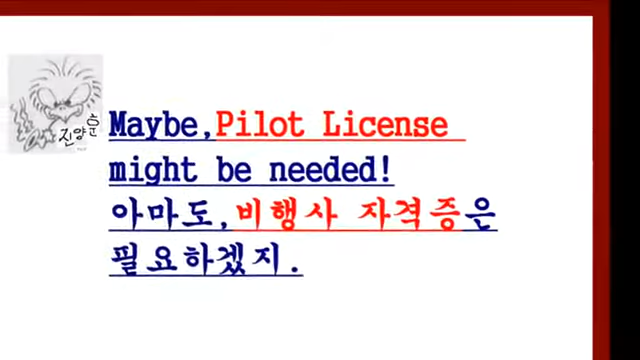 Maybe,Pilot License
might be needed!
아마도,비행사 자격증은
필요하겠지.
진양